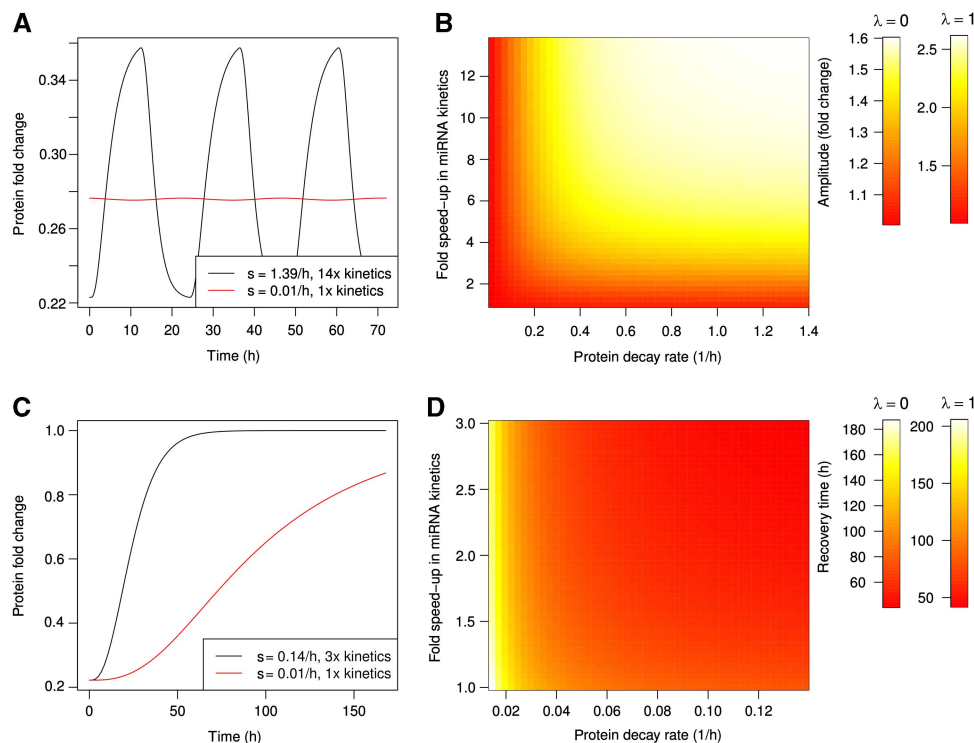 A
Protein fold change
0.34
0.30
0.26
0.22
s = 1.39/h, 14x kinetics
s = 0.01/h, 1x kinetics
0 10 20 30 40 50 60 70
Time (h)
B
Fold speed−up in miRNA kinetics
12
10
8
6
4
2
0.2 0.4 0.6 0.8 1.0 1.2 1.4
Protein decay rate (1/h)
λ = 0
λ = 1
Amplitude (fold change)
1.6
1.5
1.4
1.3
1.2
1.1
2.5
2.0
1.5
C
Protein fold change
1.0
0.8
0.6
0.4
0.2
s = 0.14/h, 3x kinetics
s = 0.01/h, 1x kinetics
0 50 100 150
Time (h)
D
Fold speed−up in miRNA kinetics
3.0
2.5
2.0
1.5
1.0
0.02 0.04 0.06 0.08 0.10 0.12
Protein decay rate (1/h)
λ = 0
λ = 1
Recovery time (h)
180
160
140
120
100
80
60
200
150
100
50